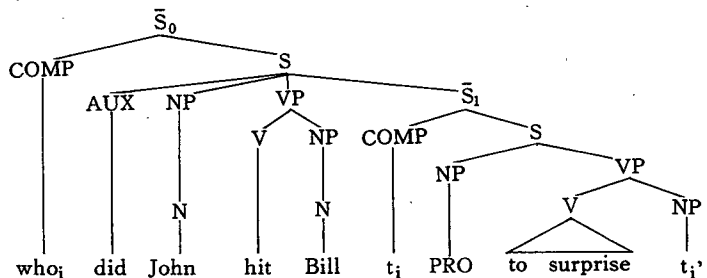 S̄₀
COMP S
AUX NP VP S̄₁
V NP COMP S
NP VP
N N V NP
whoᵢ did John hit Bill tᵢ PRO to surprise tᵢ'